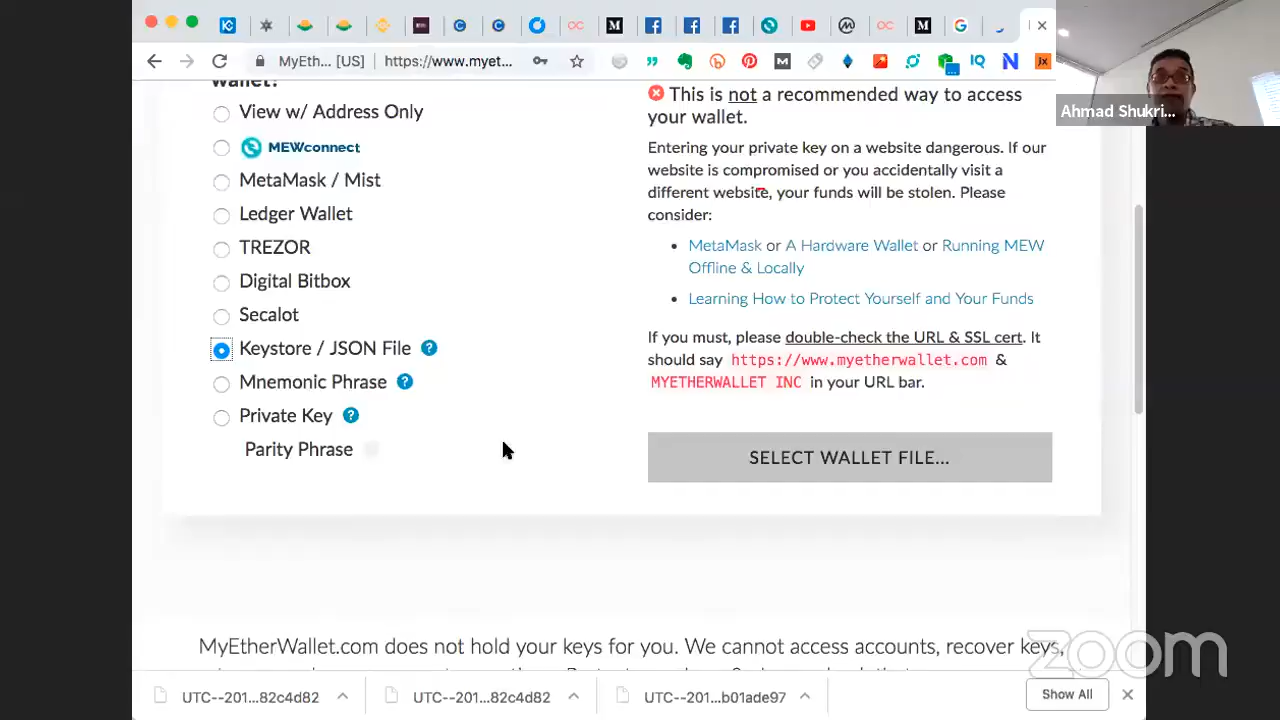 MyEth... [US]
https://www.myet...
Ahmad Shukri...
wallet?
View w/ Address Only
MEWconnect
MetaMask / Mist
Ledger Wallet
TREZOR
Digital Bitbox
Secalot
Keystore / JSON File ?
Mnemonic Phrase ?
Private Key ?
Parity Phrase
This is not a recommended way to access
your wallet.
Entering your private key on a website dangerous. If our
website is compromised or you accidentally visit a
different website, your funds will be stolen. Please
consider:
MetaMask or A Hardware Wallet or Running MEW
Offline & Locally
Learning How to Protect Yourself and Your Funds
If you must, please double-check the URL & SSL cert. It
should say https://www.myetherwallet.com &
MYETHERWALLET INC in your URL bar.
SELECT WALLET FILE...
MyEtherWallet.com does not hold your keys for you. We cannot access accounts, recover keys,
zoom
UTC--201....82c4d82
UTC--201....82c4d82
UTC--201....b01ade97
Show All